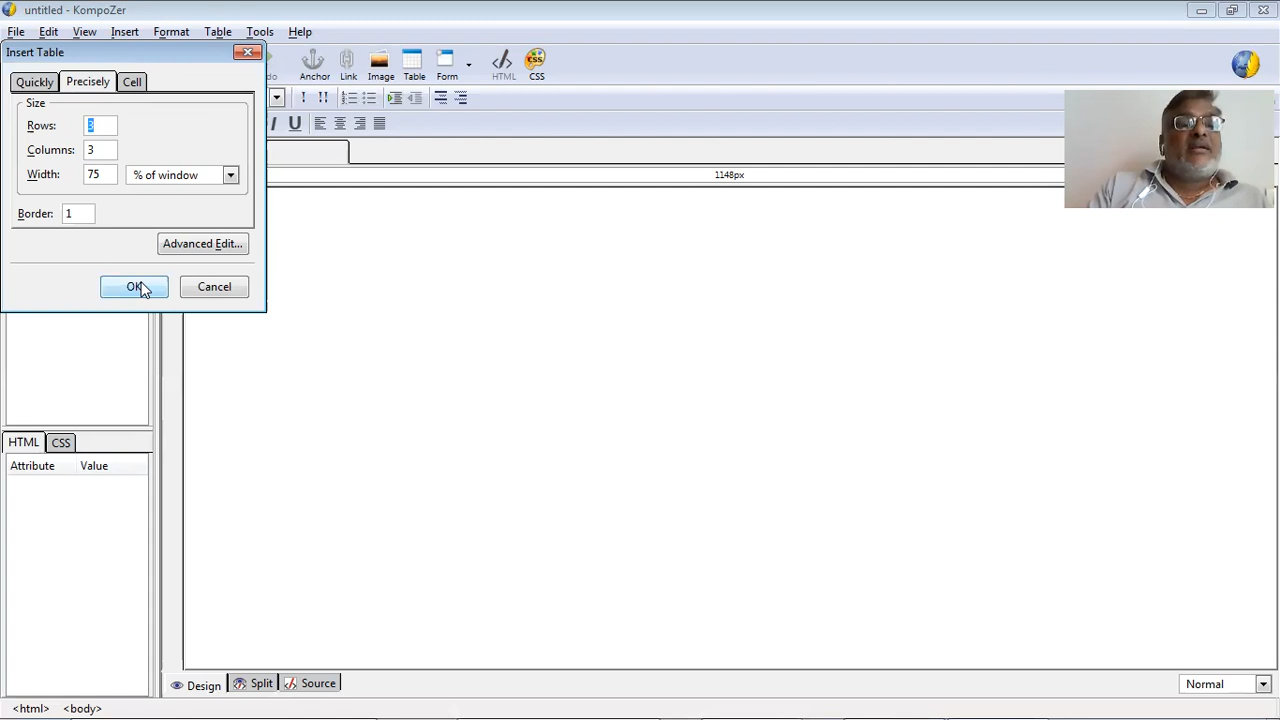 untitled - KompoZer
File Edit View Insert Format Table Tools Help
Insert Table
Quickly Precisely Cell
Size
Rows: 3
Columns: 3
Width: 75 % of window
Border: 1
Advanced Edit...
OK Cancel
Anchor Link Image Table Form HTML CSS
1148px
HTML CSS
Attribute Value
Design Split Source
Normal
<html> <body>